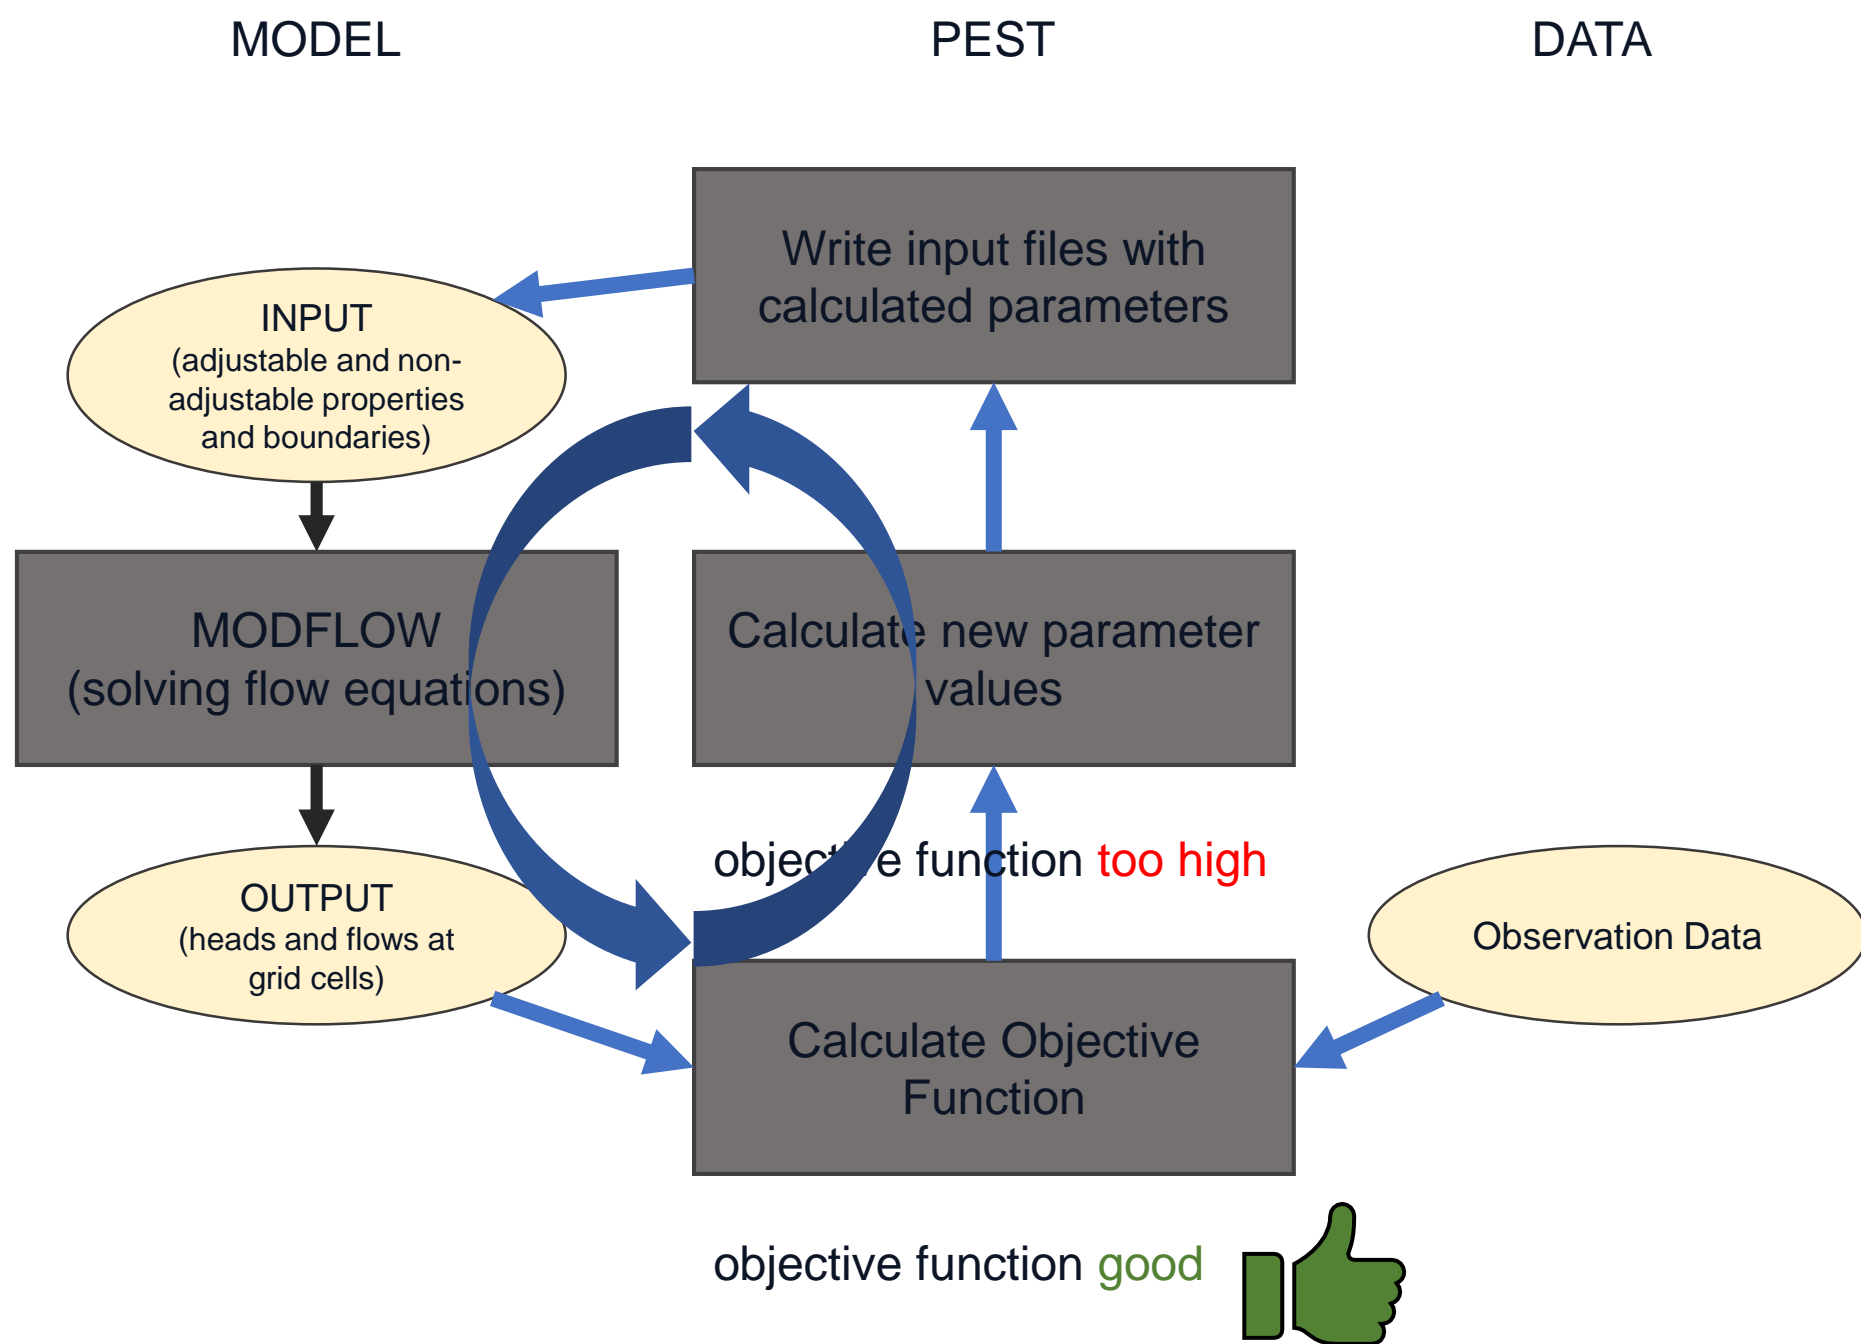 MODEL
PEST
DATA
Write input files with
calculated parameters
INPUT
(adjustable and non-
adjustable properties
and boundaries)
MODFLOW
(solving flow equations)
Calculate new parameter
values
objective function too high
OUTPUT
(heads and flows at
grid cells)
Observation Data
Calculate Objective
Function
objective function good